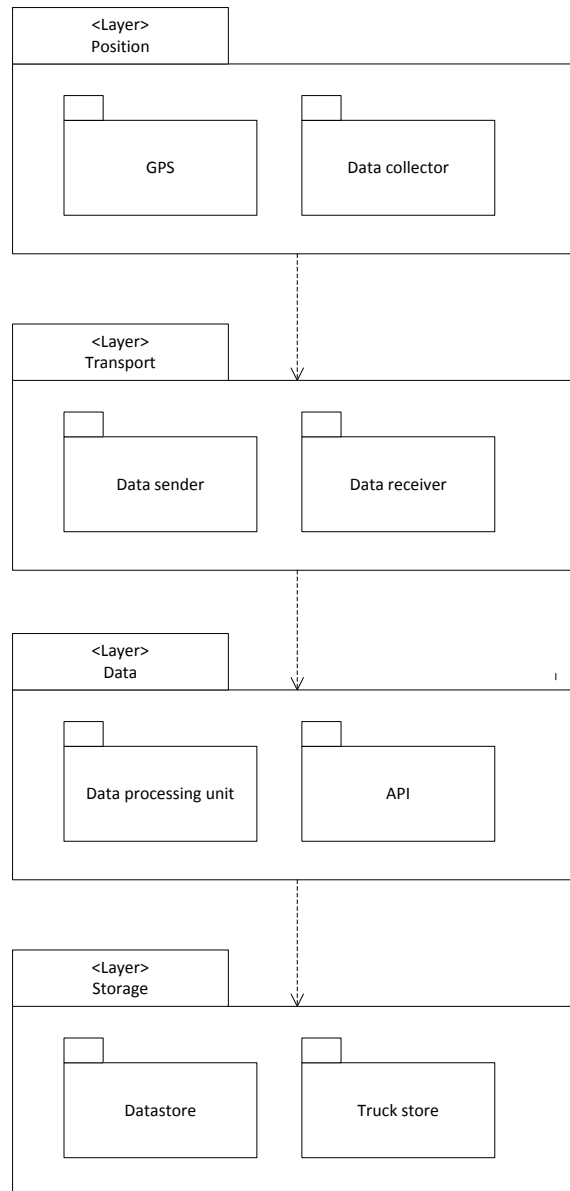 <Layer>
Position
GPS
Data collector
<Layer>
Transport
Data sender
Data receiver
<Layer>
Data
Data processing unit
API
<Layer>
Storage
Datastore
Truck store